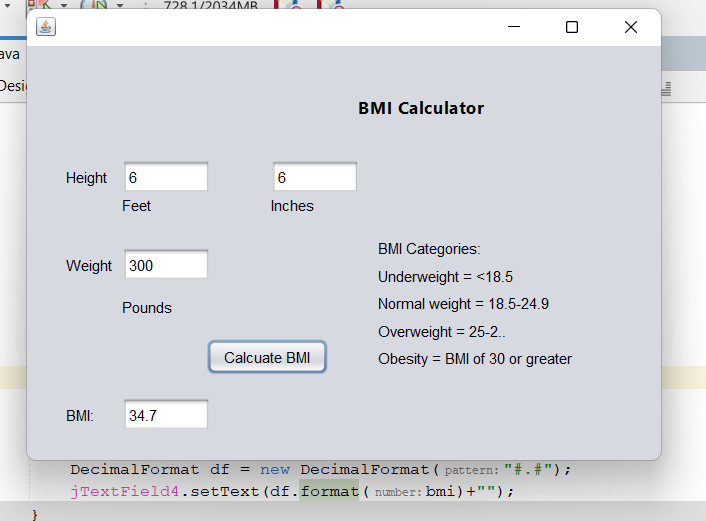 728.1/2034MB
ava
Desi
BMI Calculator
Height 6 6
Feet Inches
BMI Categories:
Weight 300
Underweight = <18.5
Pounds
Normal weight = 18.5-24.9
Overweight = 25-2..
Calcuate BMI
Obesity = BMI of 30 or greater
BMI: 34.7
DecimalFormat df = new DecimalFormat( pattern: "#.#");
jTextField4.setText(df.format( number: bmi)+"");
}